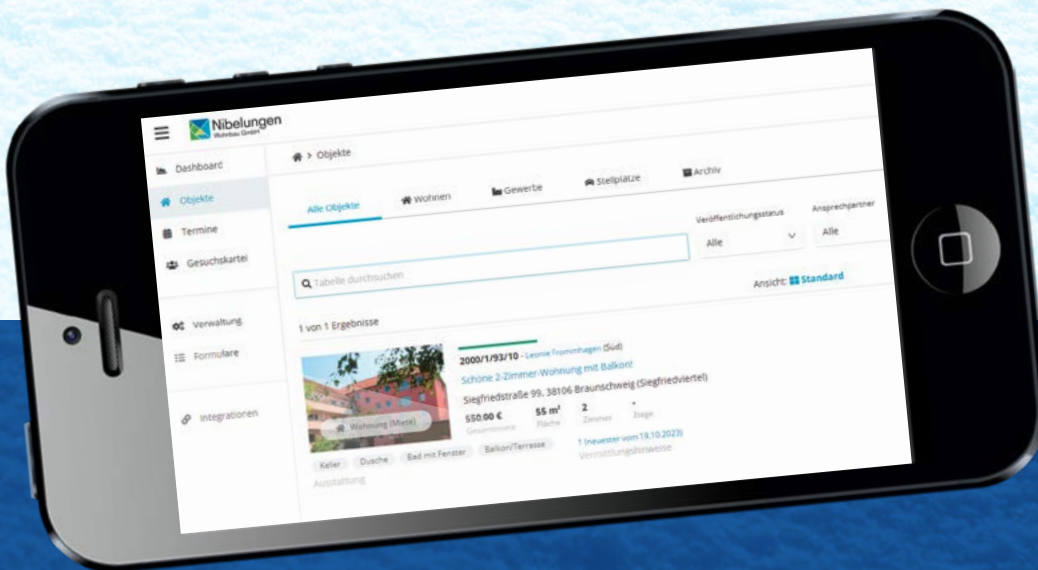 Nibelungen
Wohnbau GmbH
Dashboard
Objekte
Termine
Gesuchskartei
Verwaltung
Formulare
Integrationen
> Objekte
Alle Objekte
Wohnen
Gewerbe
Stellplätze
Archiv
Veröffentlichungsstatus
Ansprechpartner
Alle
Alle
Tabelle durchsuchen
Ansicht: Standard
1 von 1 Ergebnisse
2000/1/93/10 - Leonie Frommhagen (Süd)
Schöne 2-Zimmer-Wohnung mit Balkon!
Siegfriedstraße 99, 38106 Braunschweig (Siegfriedviertel)
550,00 € 55 m² 2 -
Gesamtmiete Fläche Zimmer Etage
Wohnung (Miete)
Keller Dusche Bad mit Fenster Balkon/Terrasse
Ausstattung
1 (neuester vom 19.10.2023)
Vermittlungshinweise